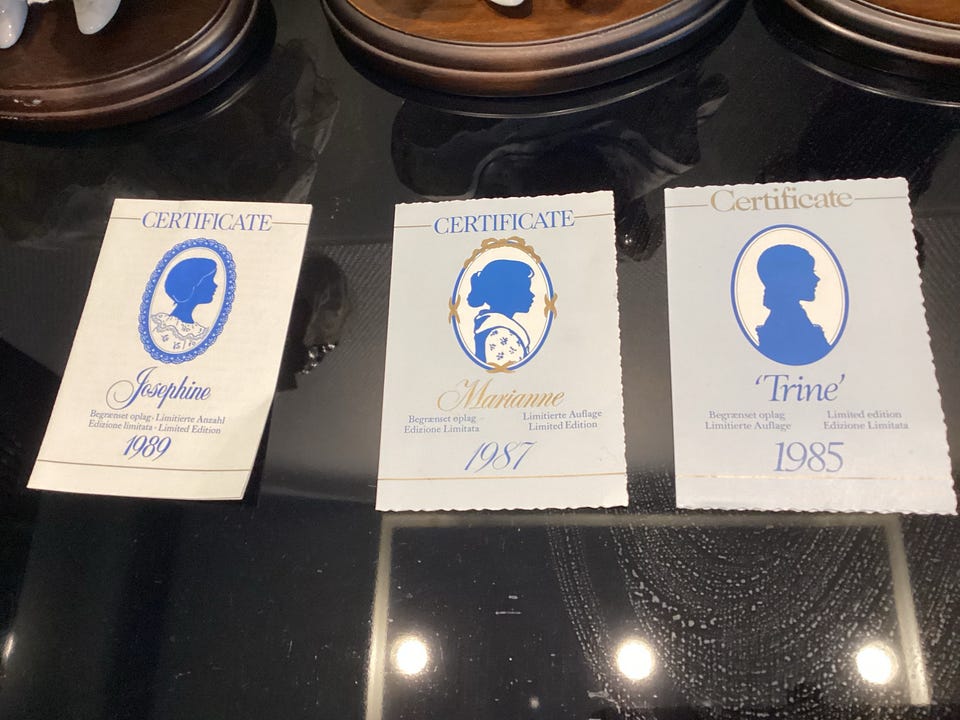 CERTIFICATE
Josephine
Begrænset oplag · Limitierte Anzahl
Edizione limitata · Limited Edition
1989
CERTIFICATE
Marianne
Begrænset oplag Limitierte Auflage
Edizione Limitata Limited Edition
1987
Certificate
‘Trine’
Begrænset oplag Limited edition
Limitierte Auflage Edizione Limitata
1985